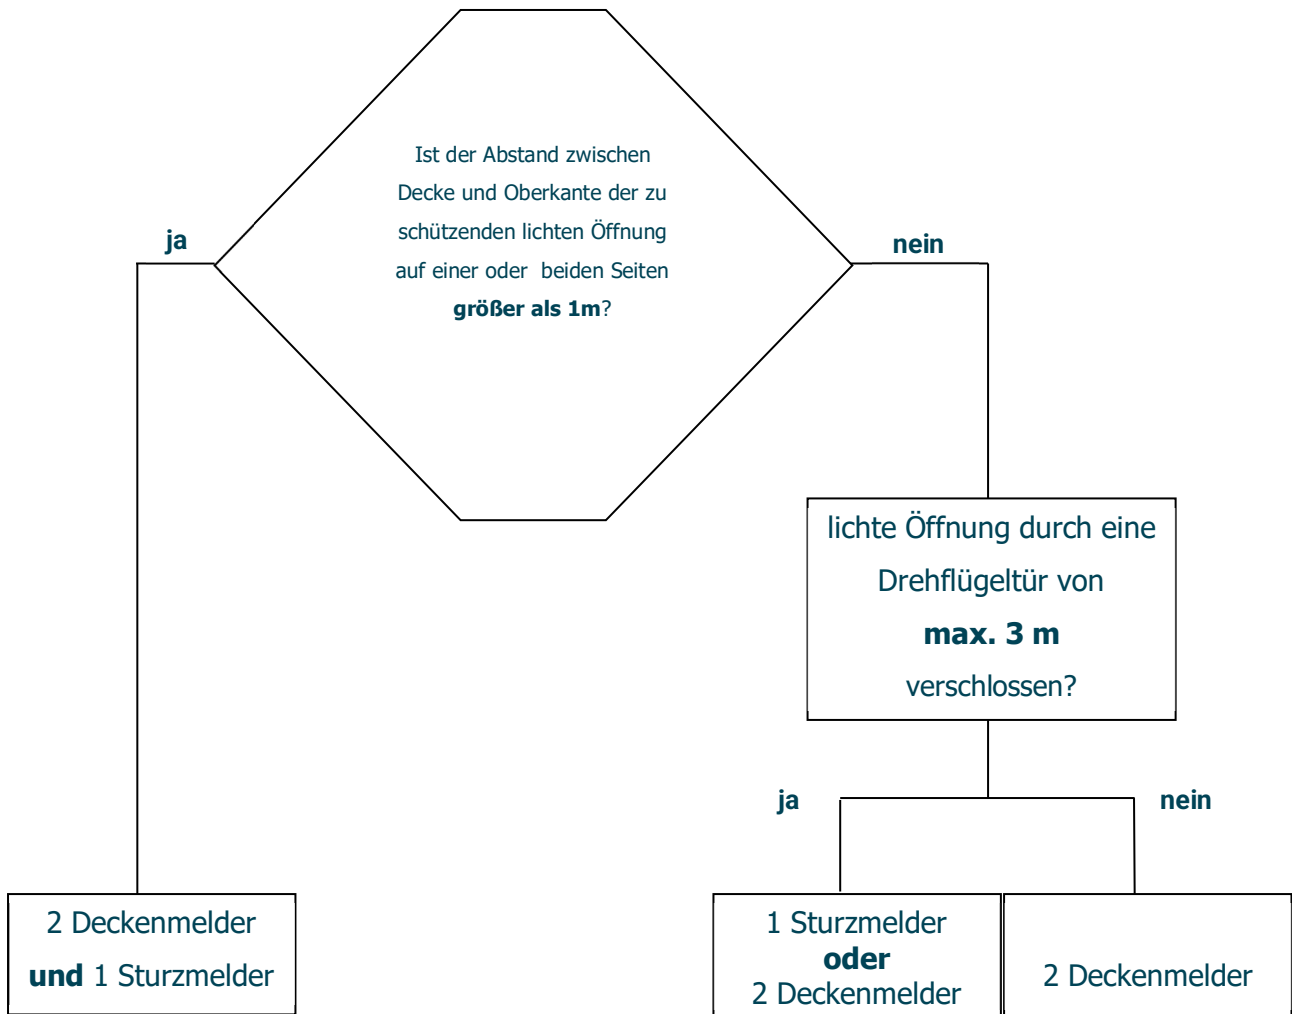 Ist der Abstand zwischen
Decke und Oberkante der zu
schützenden lichten Öffnung
auf einer oder beiden Seiten
größer als 1m?
ja
nein
lichte Öffnung durch eine
Drehflügeltür von
max. 3 m
verschlossen?
ja
nein
2 Deckenmelder
und 1 Sturzmelder
1 Sturzmelder
oder
2 Deckenmelder
2 Deckenmelder